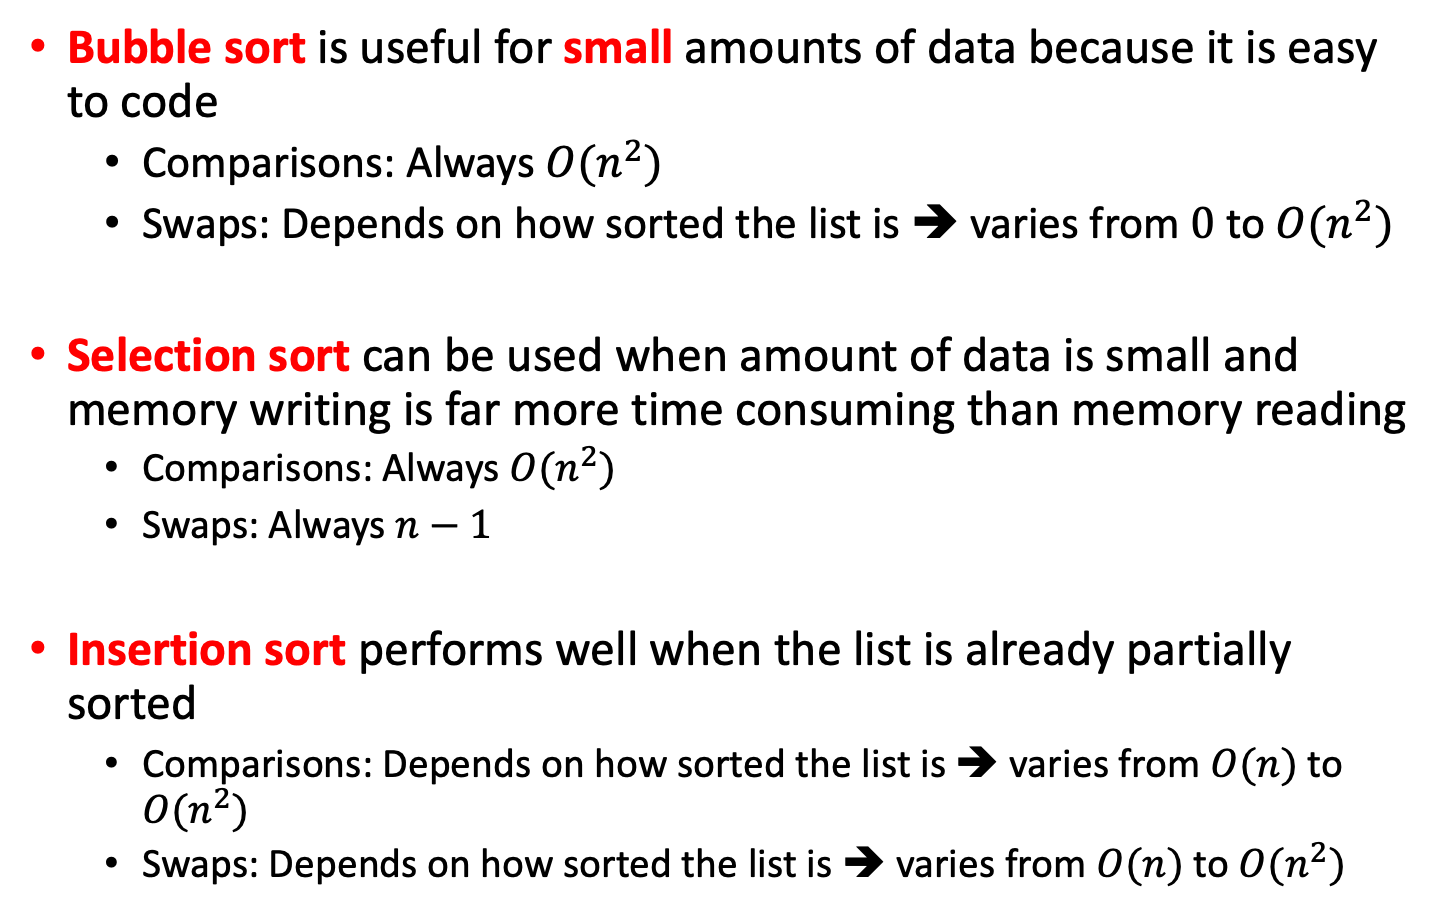 • Bubble sort is useful for small amounts of data because it is easy
to code
• Comparisons: Always O(n²)
• Swaps: Depends on how sorted the list is ➔ varies from 0 to O(n²)
• Selection sort can be used when amount of data is small and
memory writing is far more time consuming than memory reading
• Comparisons: Always O(n²)
• Swaps: Always n − 1
• Insertion sort performs well when the list is already partially
sorted
• Comparisons: Depends on how sorted the list is ➔ varies from O(n) to
O(n²)
• Swaps: Depends on how sorted the list is ➔ varies from O(n) to O(n²)